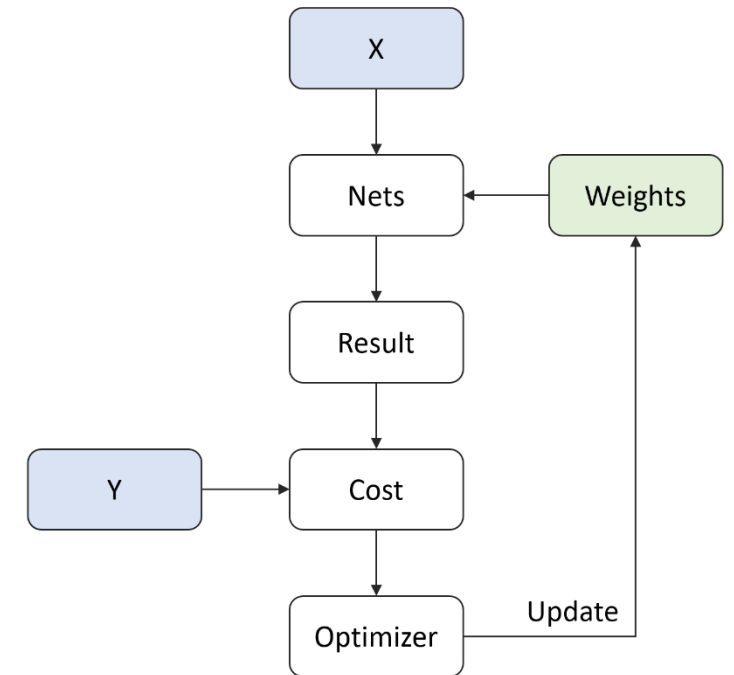 X
Nets
Weights
Result
Y
Cost
Update
Optimizer